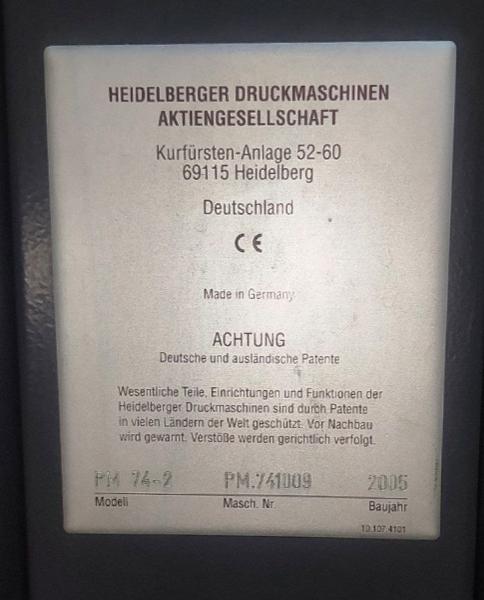 HEIDELBERGER DRUCKMASCHINEN
AKTIENGESELLSCHAFT
Kurfürsten-Anlage 52-60
69115 Heidelberg
Deutschland
CE
Made in Germany
ACHTUNG
Deutsche und ausländische Patente
Wesentliche Teile, Einrichtungen und Funktionen der
Heidelberger Druckmaschinen sind durch Patente
in vielen Ländern der Welt geschützt. Vor Nachbau
wird gewarnt. Verstöße werden gerichtlich verfolgt.
PM 74-2 PM.741009 2005
Modell Masch. Nr. Baujahr
10.107.4101